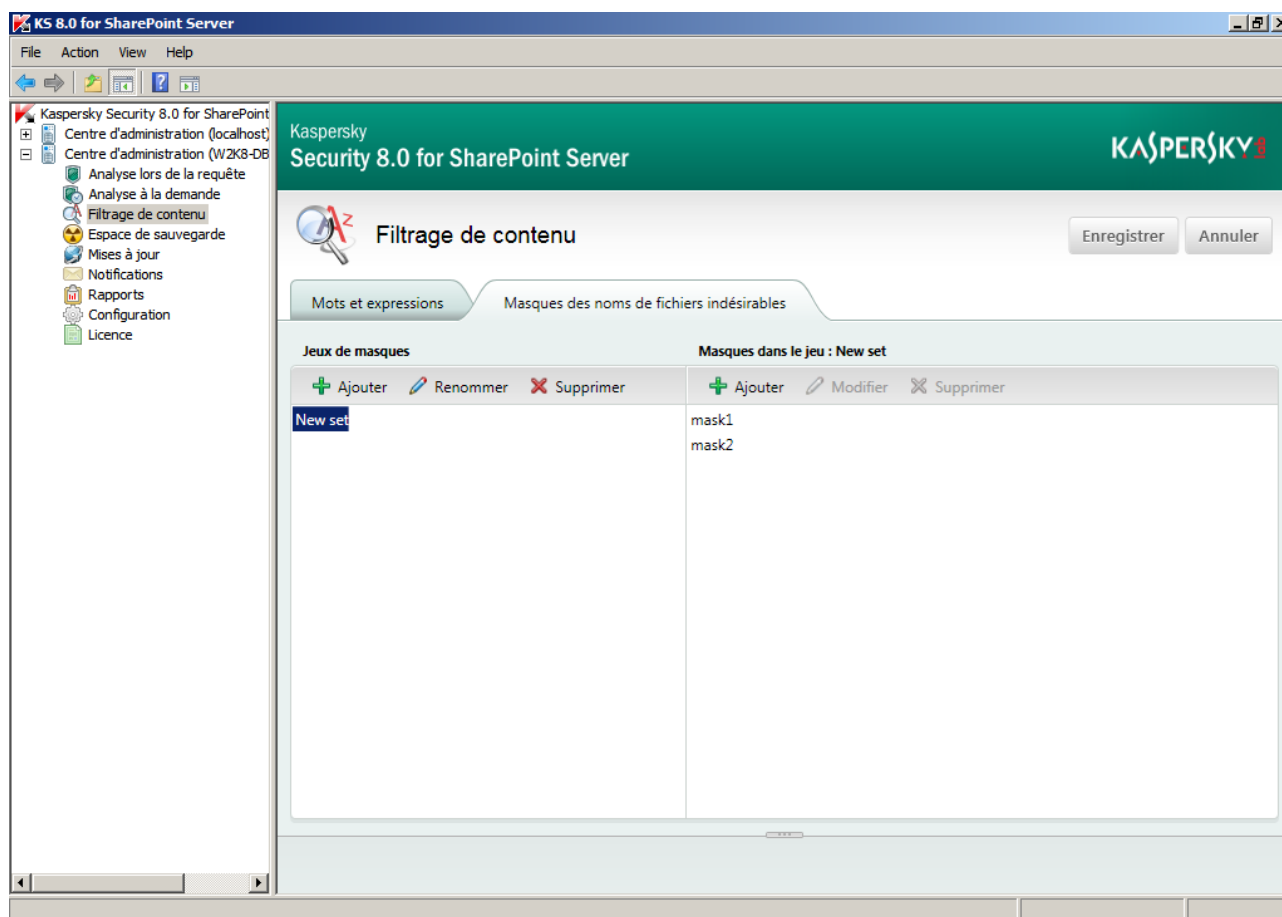 KS 8.0 for SharePoint Server
File Action View Help
Kaspersky Security 8.0 for SharePoint
Centre d'administration (localhost)
Centre d'administration (W2K8-DB
Analyse lors de la requête
Analyse à la demande
Filtrage de contenu
Espace de sauvegarde
Mises à jour
Notifications
Rapports
Configuration
Licence
Kaspersky
Security 8.0 for SharePoint Server
KASPERSKY lab
Filtrage de contenu
Enregistrer Annuler
Mots et expressions Masques des noms de fichiers indésirables
Jeux de masques Masques dans le jeu : New set
Ajouter Renommer Supprimer Ajouter Modifier Supprimer
New set mask1
mask2